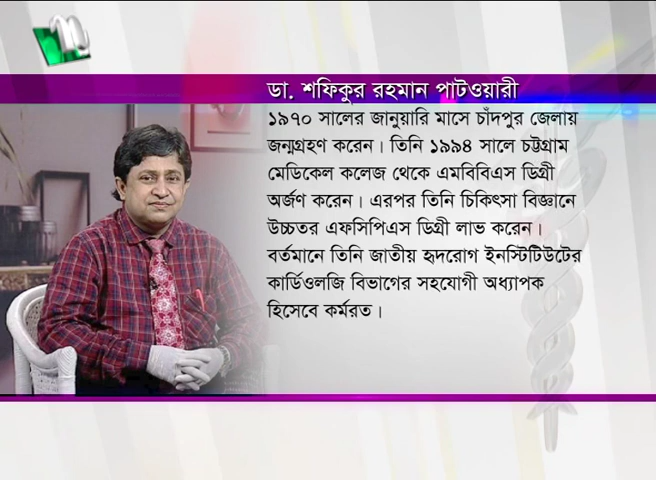 ডা. শফিকুর রহমান পাটওয়ারী
১৯৭০ সালের জানুয়ারি মাসে চাঁদপুর জেলায়
জন্মগ্রহণ করেন। তিনি ১৯৯৪ সালে চট্টগ্রাম
মেডিকেল কলেজ থেকে এমবিবিএস ডিগ্রী
অর্জণ করেন। এরপর তিনি চিকিৎসা বিজ্ঞানে
উচ্চতর এফসিপিএস ডিগ্রী লাভ করেন।
বর্তমানে তিনি জাতীয় হৃদরোগ ইনস্টিটিউটের
কার্ডিওলজি বিভাগের সহযোগী অধ্যাপক
হিসেবে কর্মরত।